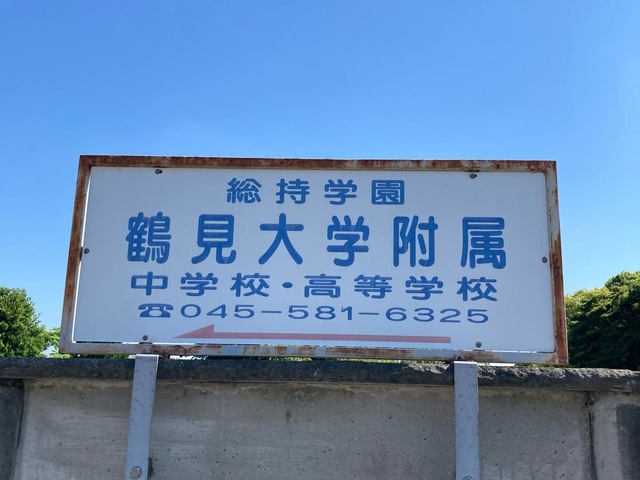 総持学園
鶴見大学附属
中学校・高等学校
☎045-581-6325